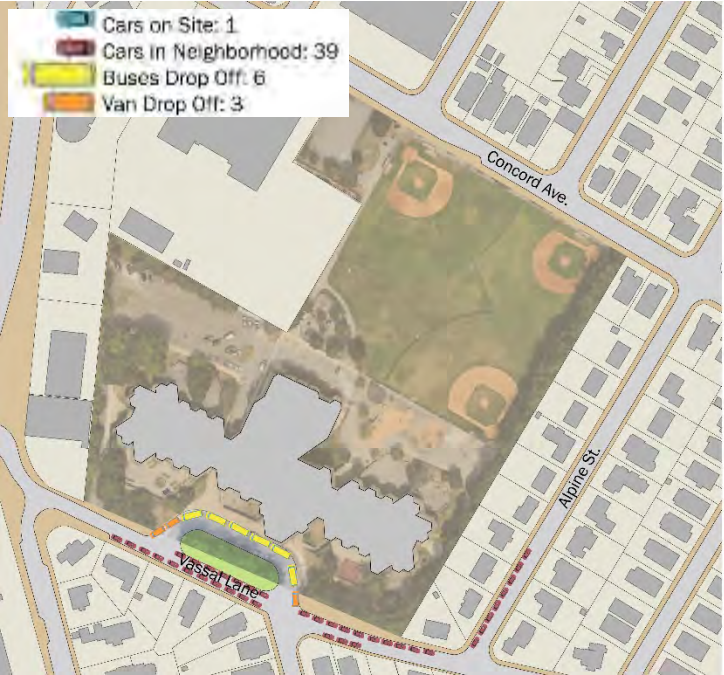 Cars on Site: 1
Cars in Neighborhood: 39
Buses Drop Off: 6
Van Drop Off: 3
Concord Ave.
Alpine St.
Vassal Lane